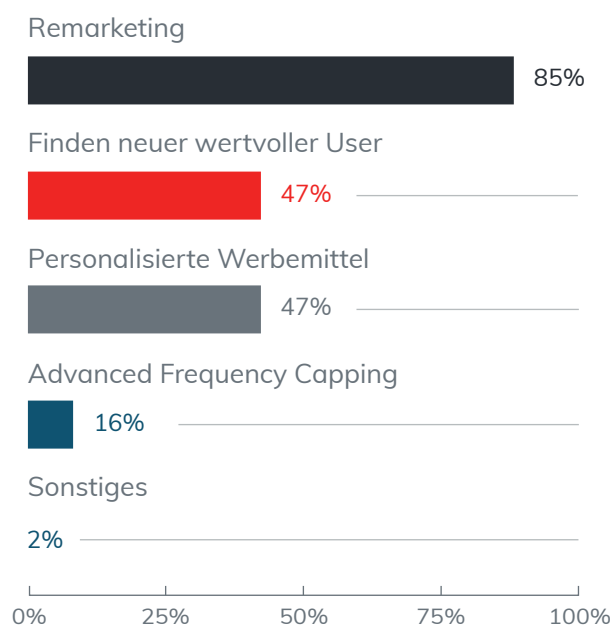 Remarketing
85%
Finden neuer wertvoller User
47%
Personalisierte Werbemittel
47%
Advanced Frequency Capping
16%
Sonstiges
2%
0% 25% 50% 75% 100%